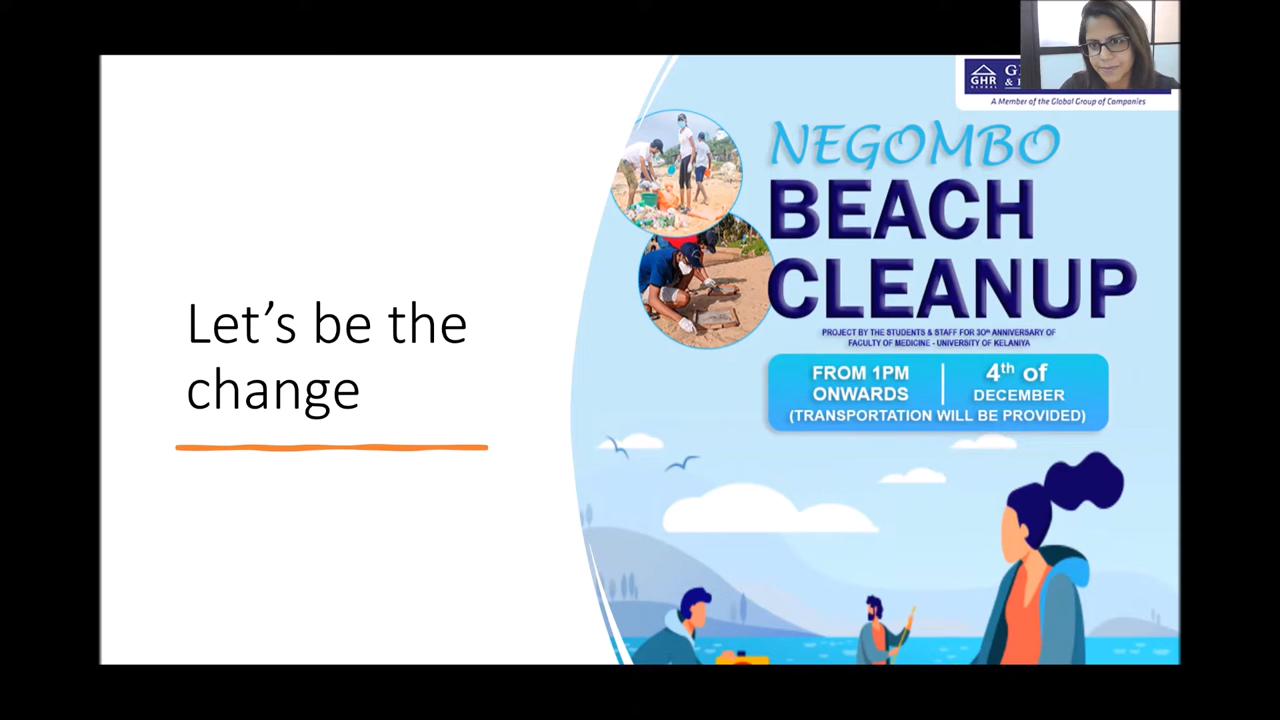 Let's be the
change
GHR
GLOBAL
A Member of the Global Group of Companies
NEGOMBO
BEACH
CLEANUP
PROJECT BY THE STUDENTS & STAFF FOR 30th ANNIVERSARY OF
FACULTY OF MEDICINE - UNIVERSITY OF KELANIYA
FROM 1PM
ONWARDS
4th of
DECEMBER
(TRANSPORTATION WILL BE PROVIDED)